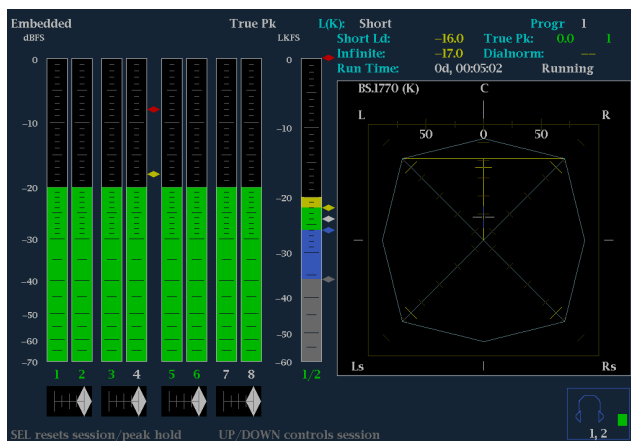 Embedded True Pk L(K): Short Progr 1
dBFS LKFS Short Ld: -16.0 True Pk: 0.0 1
Infinite: -17.0 Dialnorm: --
Run Time: 0d, 00:05:02 Running
0 0 BS.1770 (K) C
L R
50 0 50
-10 -10
-20 -20
-30 -30
-40 -40
-50 -50
-60
-70 -60
Ls Rs
1 2 3 4 5 6 7 8 1/2
1, 2
SEL resets session/peak hold UP/DOWN controls session